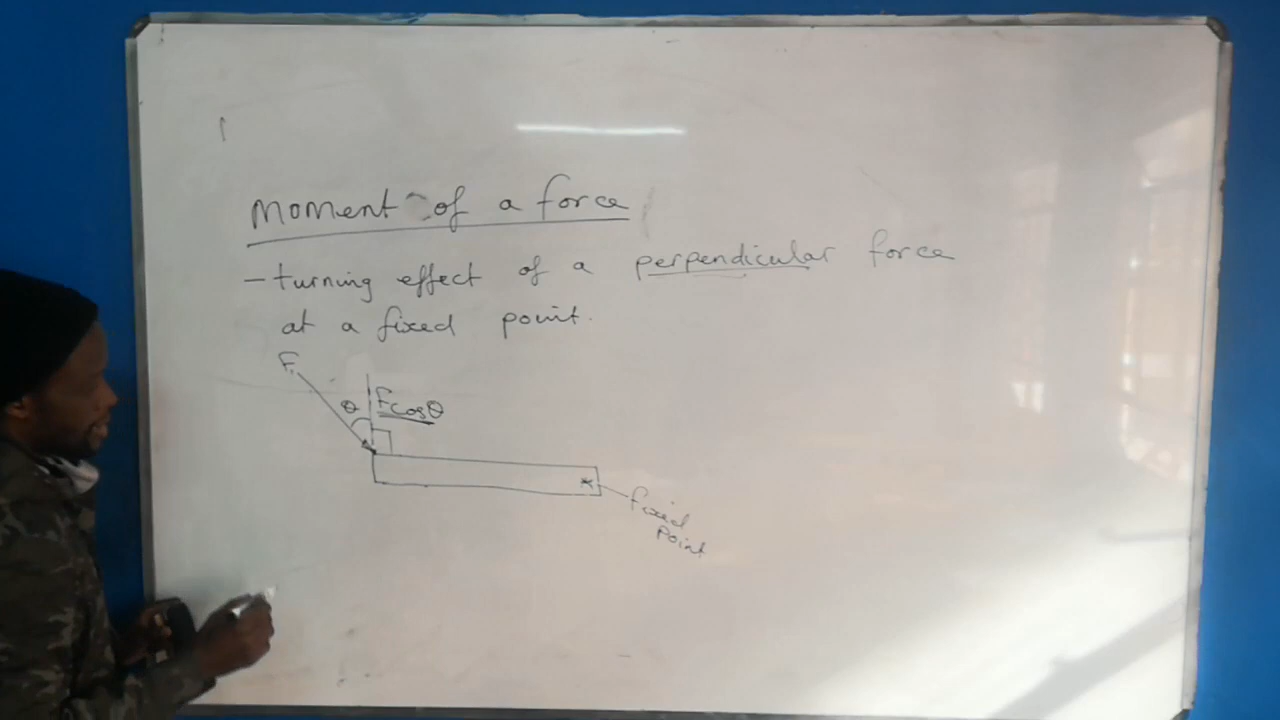 Moment of a force
- turning effect of a perpendicular force
at a fixed point.
F
θ Fcosθ
fixed
point